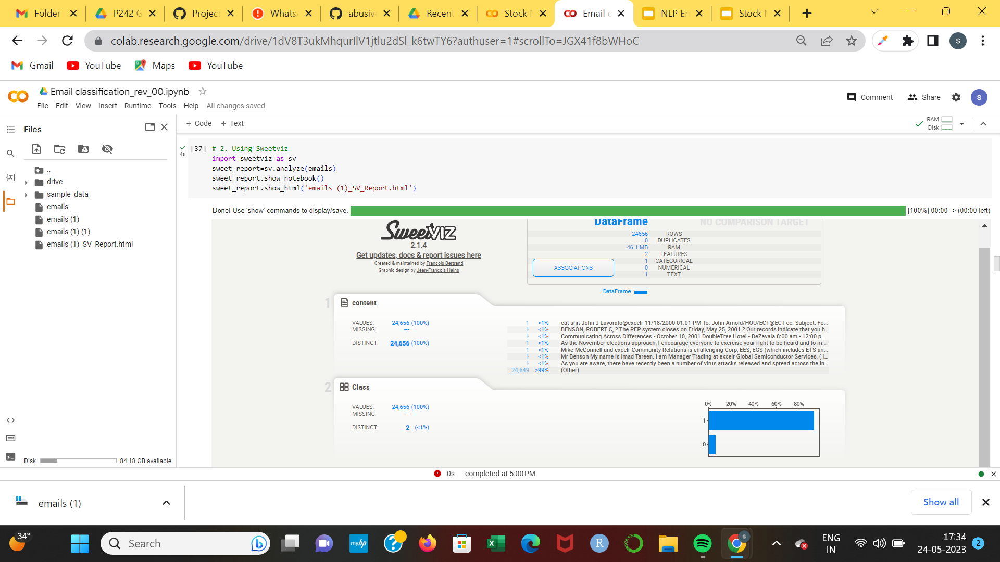 Folder
P242 G
Project
Whats
abusive
Recent
Stock M
Email c
NLP En
Stock M
colab.research.google.com/drive/1dV8T3ukMhqurIlV1jtlu2dSl_k6twTY6?authuser=1#scrollTo=JGX41f8bWHoC
S
Gmail
YouTube
Maps
YouTube
Email classification_rev_00.ipynb
File Edit View Insert Runtime Tools Help All changes saved
Comment
Share
S
Files
+ Code + Text
RAM
Disk
..
drive
sample_data
emails
emails (1)
emails (1) (1)
emails (1)_SV_Report.html
{x}
Disk 84.18 GB available
4s
[37] # 2. Using Sweetviz
import sweetviz as sv
sweet_report=sv.analyze(emails)
sweet_report.show_notebook()
sweet_report.show_html('emails (1)_SV_Report.html')
Done! Use 'show' commands to display/save. [100%] 00:00 -> (00:00 left)
SweetVIZ
2.1.4
Get updates, docs & report issues here
Created & maintained by Francois Bertrand
Graphic design by Jean-Francois Hains
DataFrame NO COMPARISON TARGET
24656 ROWS
0 DUPLICATES
46.1 MB RAM
2 FEATURES
1 CATEGORICAL
0 NUMERICAL
1 TEXT
ASSOCIATIONS
DataFrame
1 content
VALUES: 24,656 (100%)
MISSING: ---
DISTINCT: 24,656 (100%)
1 <1% eat shit John J Lavorato@excelr 11/18/2000 01:01 PM To: John Arnold/HOU/ECT@ECT cc: Subject: Fo...
1 <1% BENSON, ROBERT C, ? The PEP system closes on Friday, May 25, 2001 ? Our records indicate that you h...
1 <1% Communicating Across Differences - October 10, 2001 DoubleTree Hotel - DeZavala 8:00 am - 12:00 p...
1 <1% As the November elections approach, I encourage everyone to exercise your right to be heard and to m...
1 <1% Mike McConnell and excelr Community Relations is challenging Corp, EES, EGS (which includes ETS an...
1 <1% Mr Benson My name is Imad Tareen. I am Manager Trading at excelr Global Semiconductor Services, ( I...
1 <1% As you are aware, there have recently been a number of virus attacks released and spread across the In...
24,649 >99% (Other)
2 Class
VALUES: 24,656 (100%)
MISSING: ---
DISTINCT: 2 (<1%)
0% 20% 40% 60% 80%
1
0
0s completed at 5:00 PM
emails (1)
Show all
34°
Search
myhp
ENG
IN
17:34
24-05-2023
2